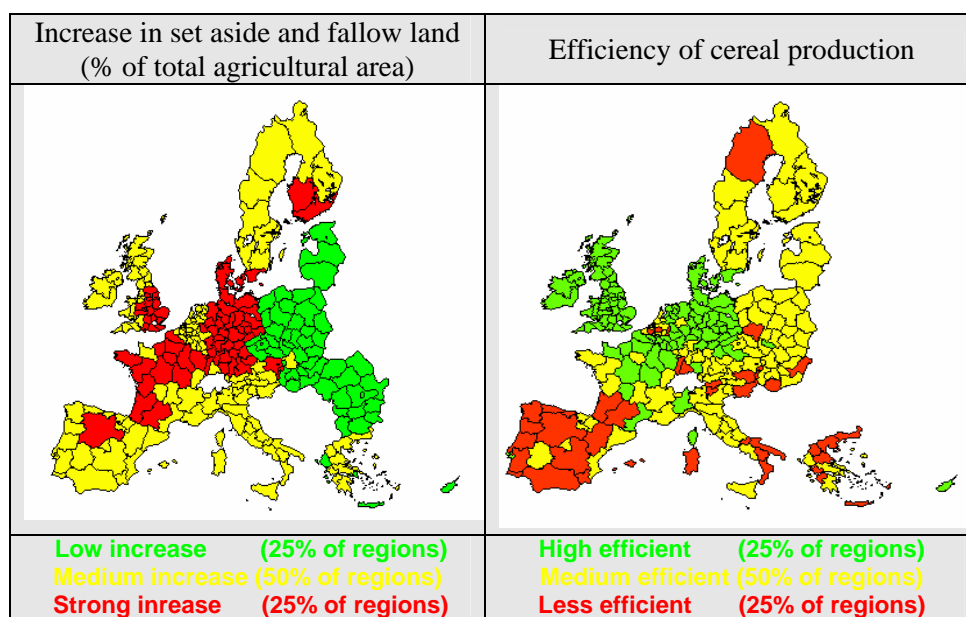 Increase in set aside and fallow land
(% of total agricultural area)
Efficiency of cereal production
Low increase (25% of regions)
Medium increase (50% of regions)
Strong inrease (25% of regions)
High efficient (25% of regions)
Medium efficient (50% of regions)
Less efficient (25% of regions)